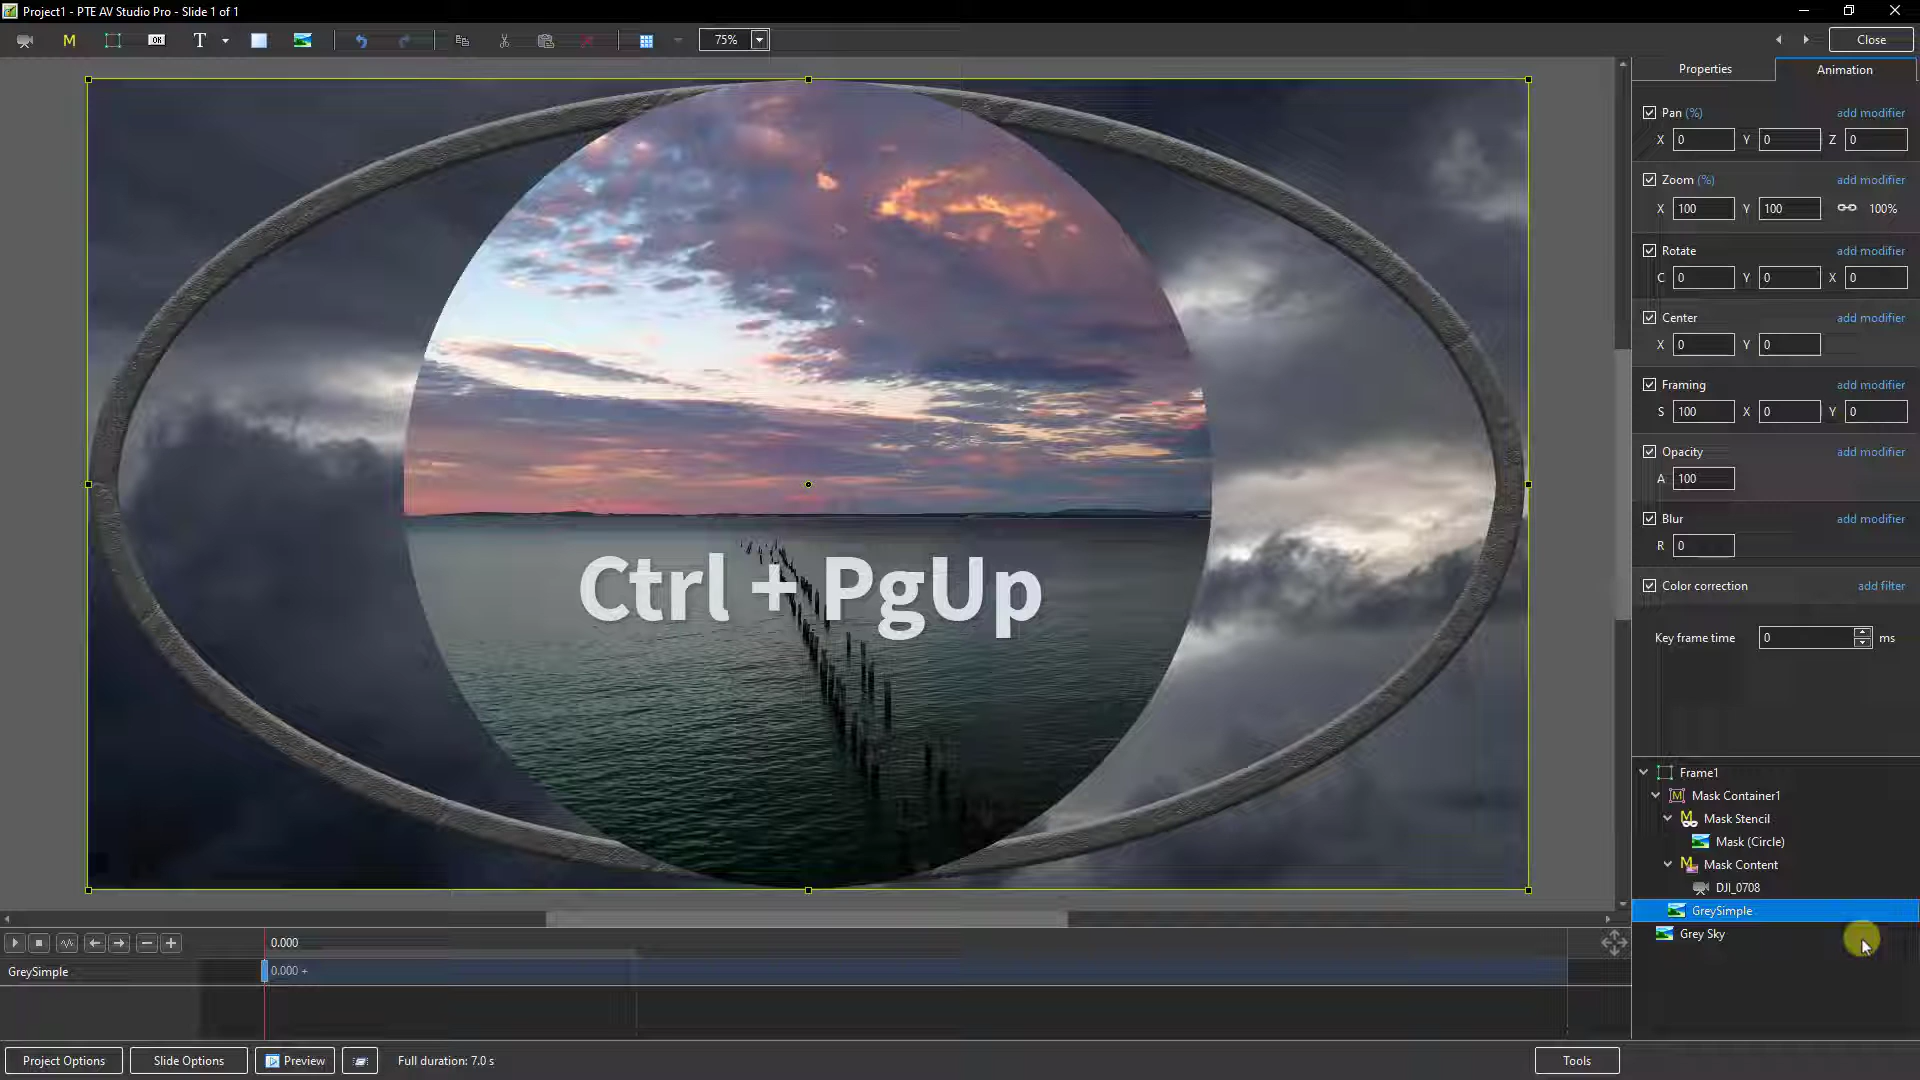 Project1 - PTE AV Studio Pro - Slide 1 of 1
M
OK
T
75%
Close
Properties
Animation
Pan (%)
add modifier
X 0 Y 0 Z 0
Zoom (%)
add modifier
X 100 Y 100 100%
Rotate
add modifier
C 0 Y 0 X 0
Center
add modifier
X 0 Y 0
Framing
add modifier
S 100 X 0 Y 0
Opacity
add modifier
A 100
Blur
add modifier
R 0
Color correction
add filter
Key frame time 0 ms
Ctrl + PgUp
Frame1
M Mask Container1
M Mask Stencil
Mask (Circle)
M Mask Content
DJI_0708
GreySimple
Grey Sky
0.000
GreySimple
0.000 +
Project Options
Slide Options
Preview
Full duration: 7.0 s
Tools